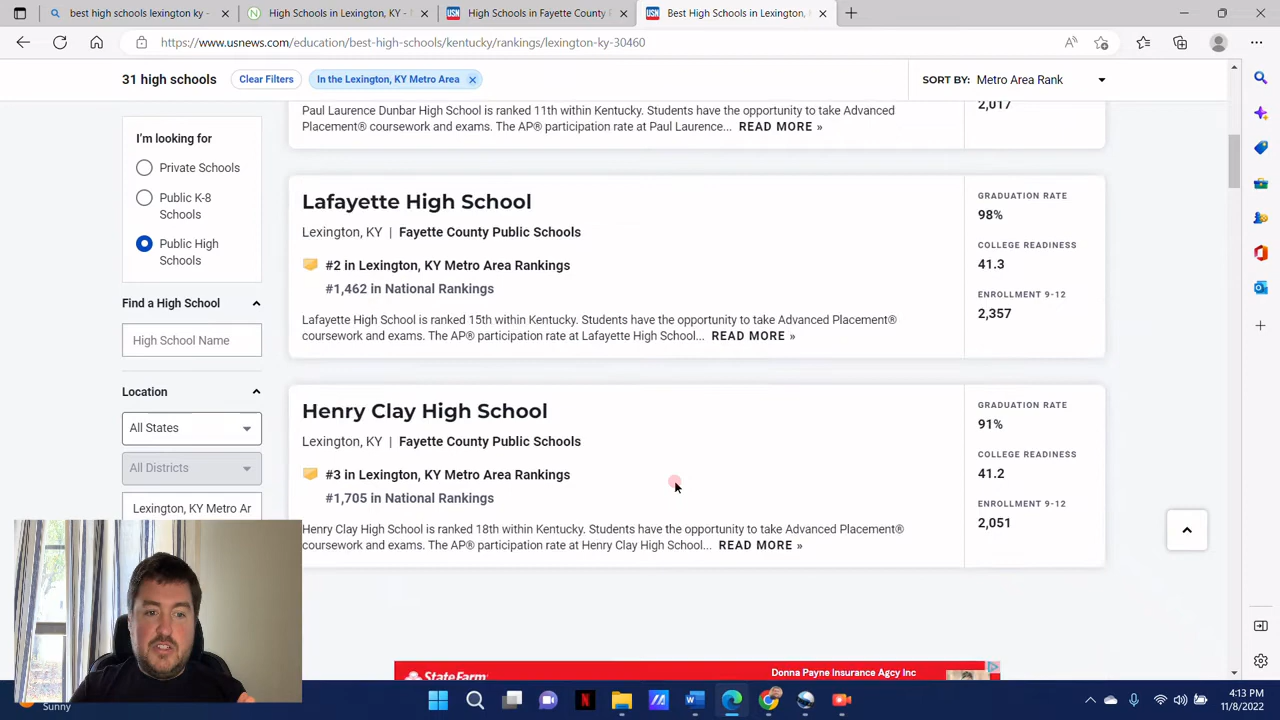 best high schools lexington ky -
High Schools in Lexington, KY -
High Schools in Fayette County
Best High Schools in Lexington,
https://www.usnews.com/education/best-high-schools/kentucky/rankings/lexington-ky-30460
31 high schools
Clear Filters
In the Lexington, KY Metro Area
SORT BY: Metro Area Rank
I'm looking for
Private Schools
Public K-8
Schools
Public High
Schools
Find a High School
High School Name
Location
All States
All Districts
Lexington, KY Metro Ar
Paul Laurence Dunbar High School is ranked 11th within Kentucky. Students have the opportunity to take Advanced
Placement® coursework and exams. The AP® participation rate at Paul Laurence... READ MORE »
2,017
Lafayette High School
Lexington, KY | Fayette County Public Schools
#2 in Lexington, KY Metro Area Rankings
#1,462 in National Rankings
Lafayette High School is ranked 15th within Kentucky. Students have the opportunity to take Advanced Placement®
coursework and exams. The AP® participation rate at Lafayette High School... READ MORE »
GRADUATION RATE
98%
COLLEGE READINESS
41.3
ENROLLMENT 9-12
2,357
Henry Clay High School
Lexington, KY | Fayette County Public Schools
#3 in Lexington, KY Metro Area Rankings
#1,705 in National Rankings
Henry Clay High School is ranked 18th within Kentucky. Students have the opportunity to take Advanced Placement®
coursework and exams. The AP® participation rate at Henry Clay High School... READ MORE »
GRADUATION RATE
91%
COLLEGE READINESS
41.2
ENROLLMENT 9-12
2,051
StateFarm
Donna Payne Insurance Agcy Inc
Sunny
4:13 PM
11/8/2022